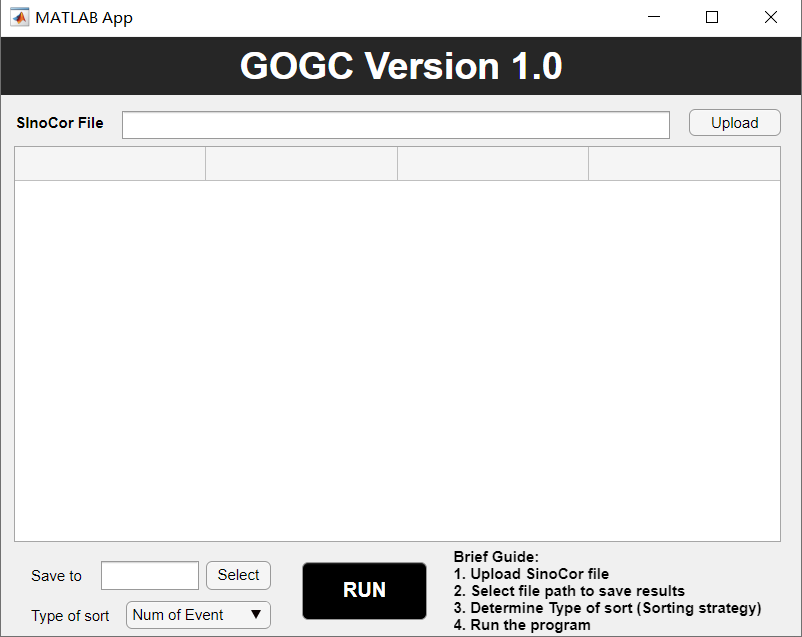 MATLAB App
GOGC Version 1.0
SInoCor File
Upload
Save to
Select
Type of sort
Num of Event
RUN
Brief Guide:
1. Upload SinoCor file
2. Select file path to save results
3. Determine Type of sort (Sorting strategy)
4. Run the program